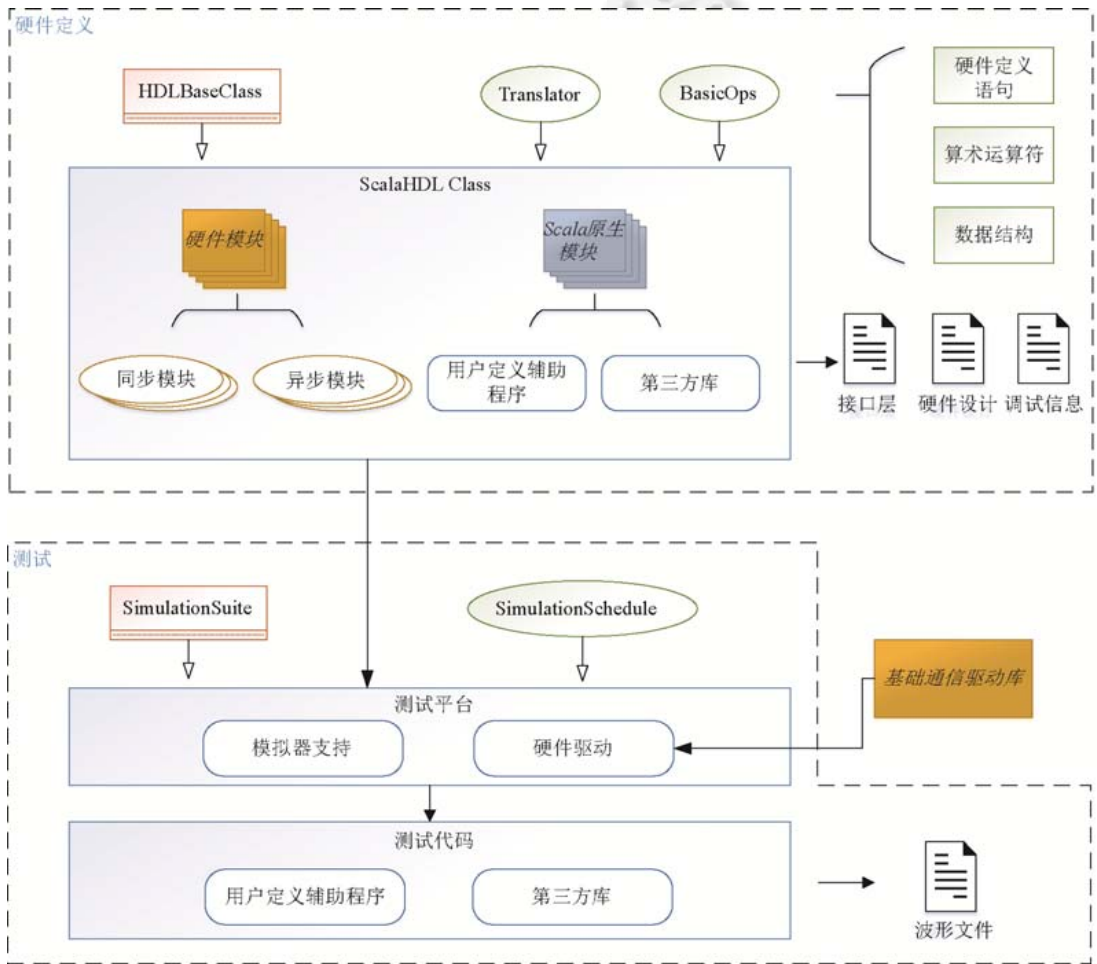 硬件定义
HDLBaseClass
Translator
BasicOps
硬件定义
语句
算术运算符
数据结构
ScalaHDL Class
硬件模块
Scala原生
模块
同步模块
异步模块
用户定义辅助
程序
第三方库
接口层
硬件设计
调试信息
测试
SimulationSuite
SimulationSchedule
基础通信驱动库
测试平台
模拟器支持
硬件驱动
测试代码
用户定义辅助程序
第三方库
波形文件